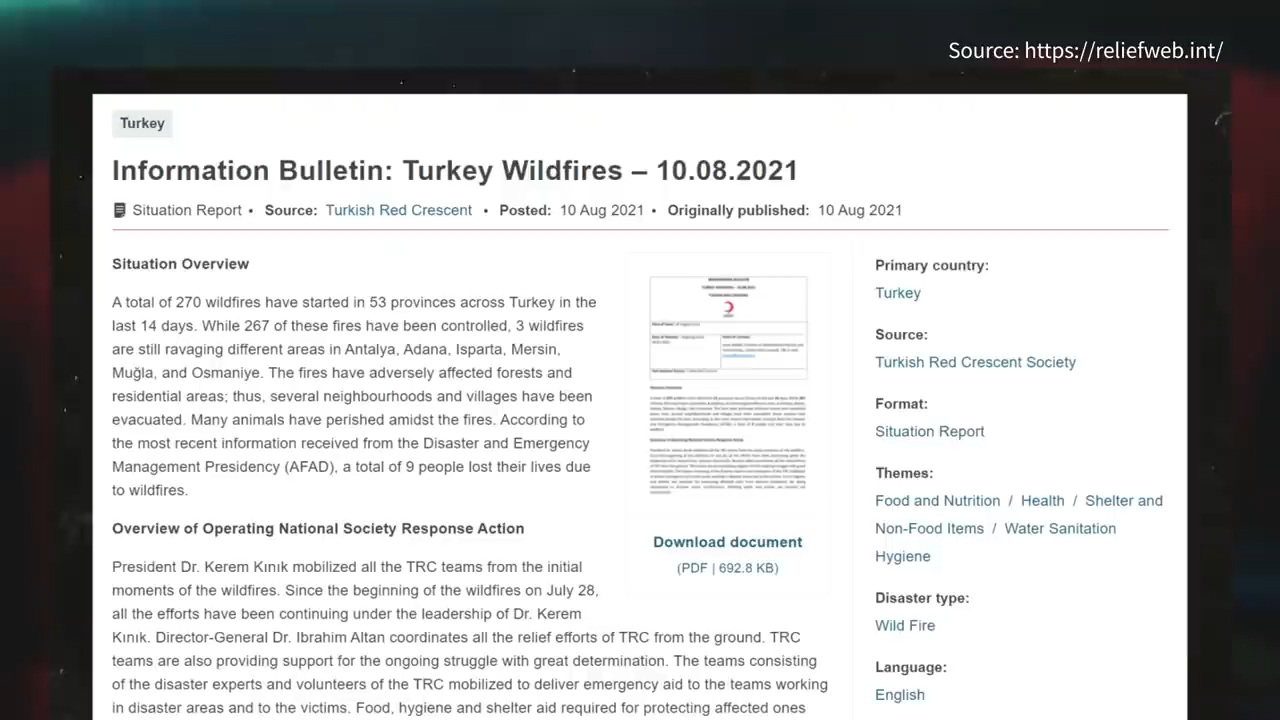 Source: https://reliefweb.int/
Turkey
Information Bulletin: Turkey Wildfires – 10.08.2021
Situation Report • Source: Turkish Red Crescent • Posted: 10 Aug 2021 • Originally published: 10 Aug 2021
Situation Overview
A total of 270 wildfires have started in 53 provinces across Turkey in the
last 14 days. While 267 of these fires have been controlled, 3 wildfires
are still ravaging different areas in Antalya, Adana, Isparta, Mersin,
Muğla, and Osmaniye. The fires have adversely affected forests and
residential areas; thus, several neighbourhoods and villages have been
evacuated. Many animals also died due to the fires. According to
the most recent information received from the Disaster and Emergency
Management Presidency (AFAD), a total of 9 people lost their lives due
to wildfires.
Overview of Operating National Society Response Action
President Dr. Kerem Kınık mobilized all the TRC teams from the initial
moments of the wildfires. Since the beginning of the wildfires on July 28,
all the efforts have been continuing under the leadership of Dr. Kerem
Kınık. Director-General Dr. Ibrahim Altan coordinates all the relief efforts of TRC from the ground. TRC
teams are also providing support for the ongoing struggle with great determination. The teams consisting
of the disaster experts and volunteers of the TRC mobilized to deliver emergency aid to the teams working
in disaster areas and to the victims. Food, hygiene and shelter aid required for protecting affected ones
Download document
(PDF | 692.8 KB)
Primary country:
Turkey
Source:
Turkish Red Crescent Society
Format:
Situation Report
Themes:
Food and Nutrition / Health / Shelter and
Non-Food Items / Water Sanitation
Hygiene
Disaster type:
Wild Fire
Language:
English